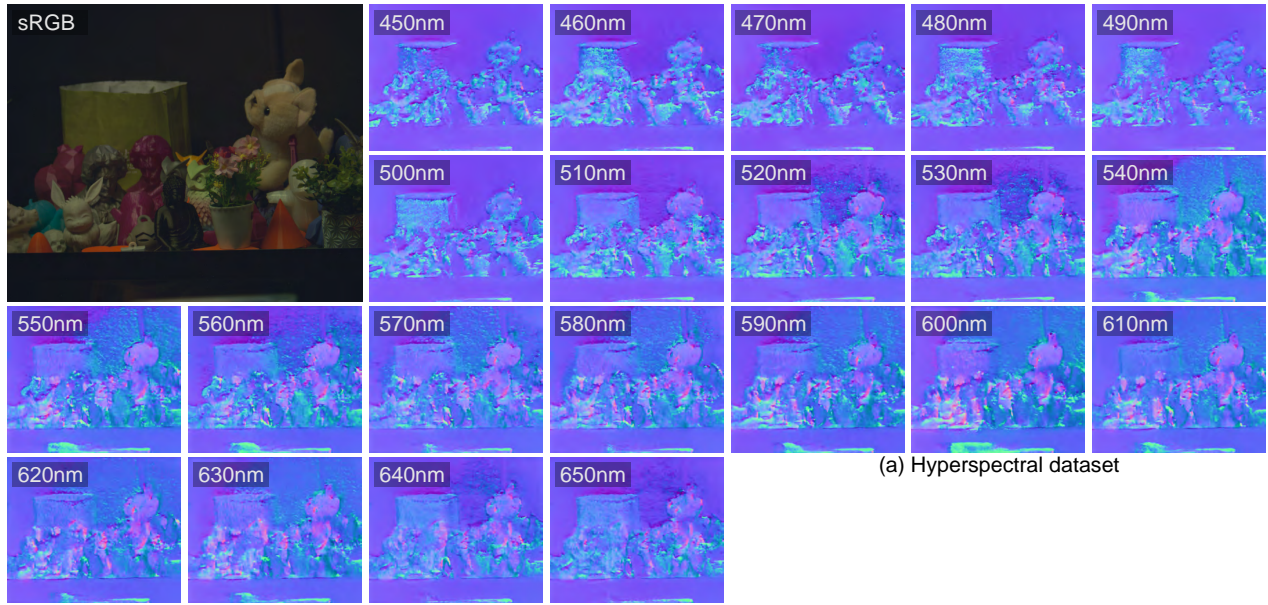 sRGB
450nm
460nm
470nm
480nm
490nm
500nm
510nm
520nm
530nm
540nm
550nm
560nm
570nm
580nm
590nm
600nm
610nm
620nm
630nm
640nm
650nm
(a) Hyperspectral dataset